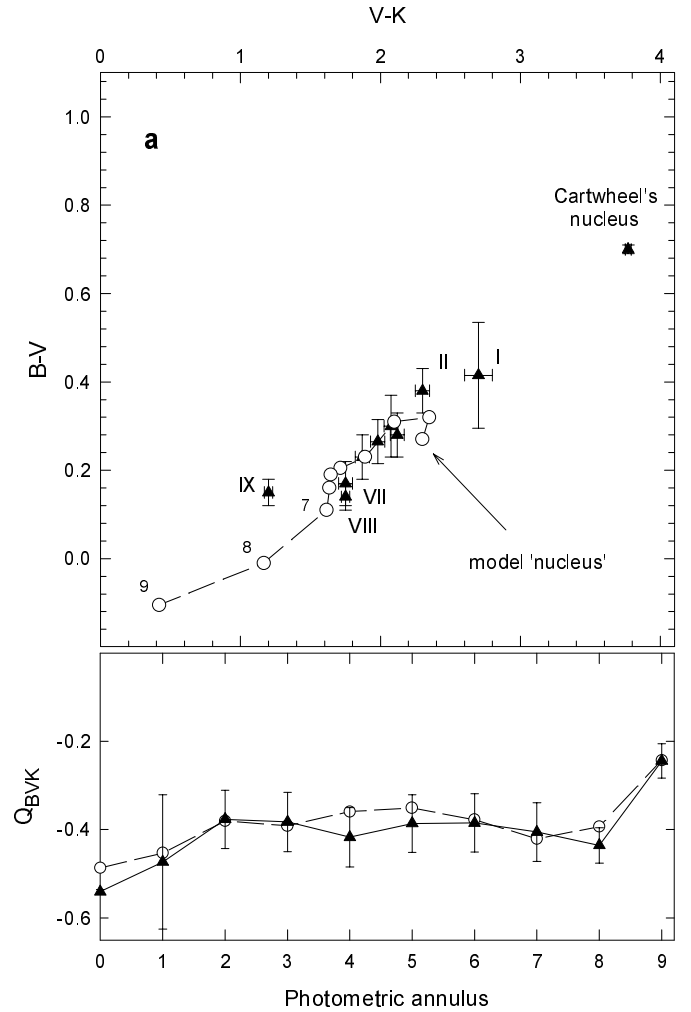 V-K
0 1 2 3 4
a
1.0
0.8
0.6
0.4
0.2
0.0
B-V
Cartwheel's
nucleus
I
II
IX
VII
VIII
7
8
9
model 'nucleus'
-0.2
-0.4
-0.6
QBVK
0 1 2 3 4 5 6 7 8 9
Photometric annulus